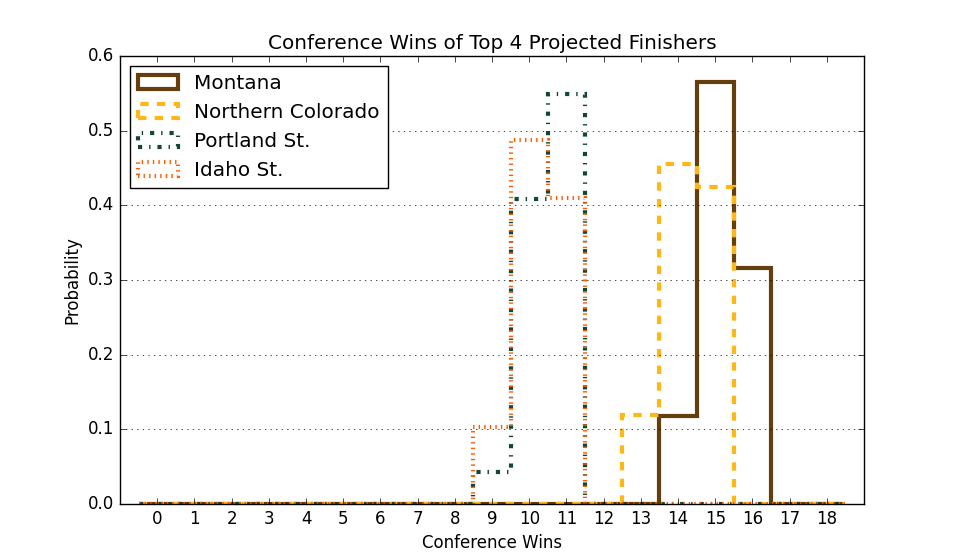 Conference Wins of Top 4 Projected Finishers
0.6
0.5
0.4
0.3
0.2
0.1
0.0
Probability
Montana
Northern Colorado
Portland St.
Idaho St.
0 1 2 3 4 5 6 7 8 9 10 11 12 13 14 15 16 17 18
Conference Wins